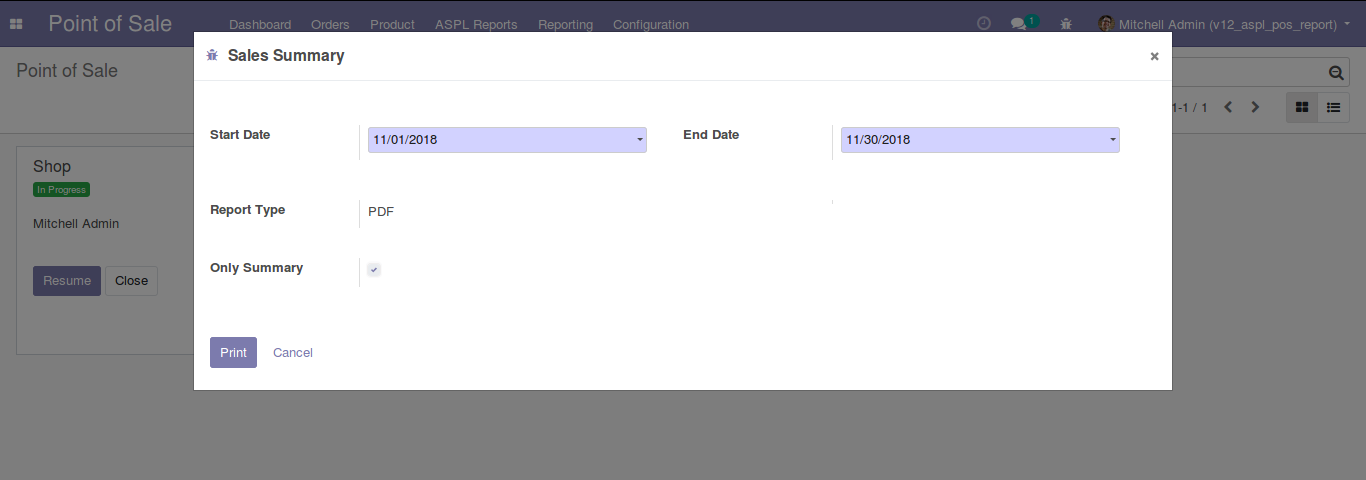 Point of Sale Dashboard Orders Product ASPL Reports Reporting Configuration 1 Mitchell Admin (v12_aspl_pos_report)
Sales Summary ×
Point of Sale
1-1 / 1
Start Date 11/01/2018 End Date 11/30/2018
Shop
In Progress
Report Type PDF
Mitchell Admin
Only Summary
Resume Close
Print Cancel